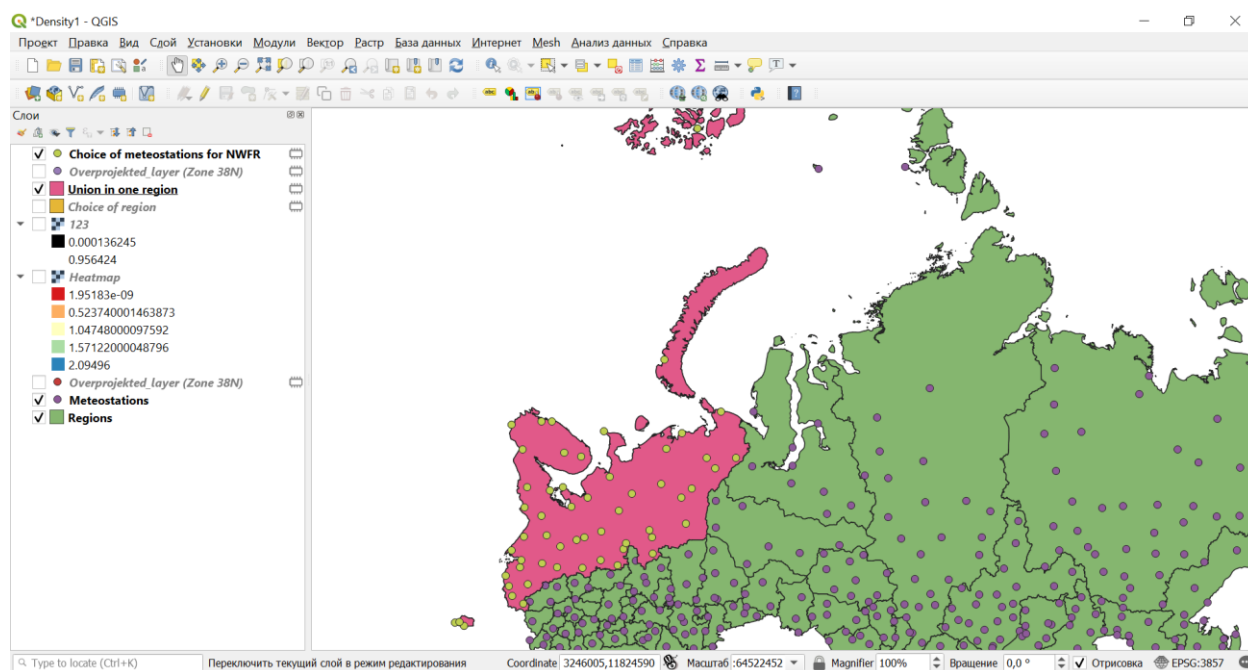 *Density1 - QGIS
Проект Правка Вид Слой Установки Модули Вектор Растр База данных Интернет Mesh Анализ данных Справка
Слои
Choice of meteostations for NWFR
Overprojekted_layer (Zone 38N)
Union in one region
Choice of region
123
0.000136245
0.956424
Heatmap
1.95183e-09
0.523740001463873
1.04748000097592
1.57122000048796
2.09496
Overprojekted_layer (Zone 38N)
Meteostations
Regions
Type to locate (Ctrl+K) Переключить текущий слой в режим редактирования Coordinate 3246005,11824590 Масштаб :64522452 Magnifier 100% Вращение 0,0 ° Отрисовка EPSG:3857